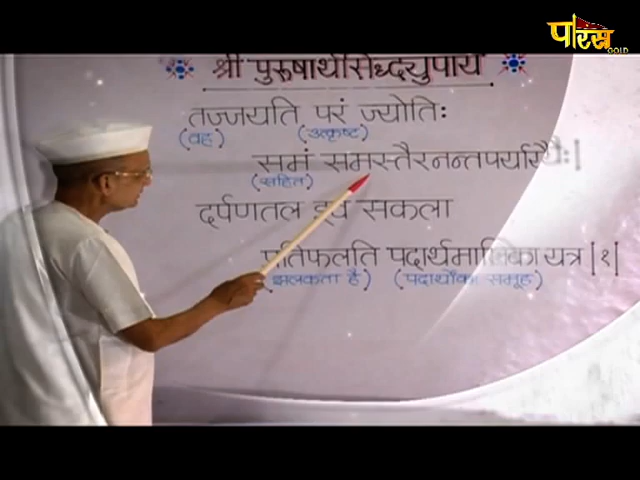 पारस
GOLD
श्री पुरुषार्थसिद्ध्युपाय
तज्जयति परं ज्योतिः
(वह) (उत्कृष्ट)
समं समस्तैरनन्तपर्यायैः|
(सहित)
दर्पणतल इव सकला
प्रतिफलति पदार्थमालिका यत्र |१|
(झलकता है) (पदार्थोंका समूह)